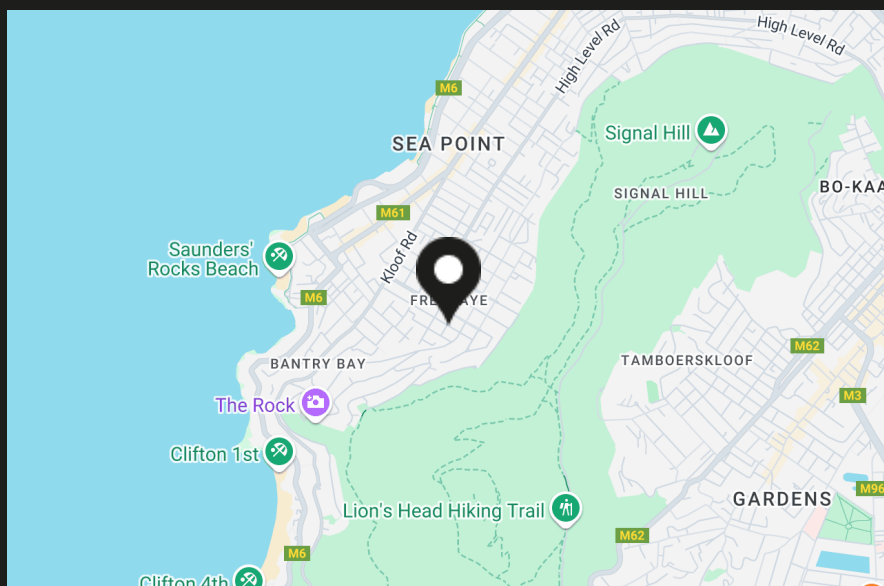 High Level Rd
High Level Rd
M6
Signal Hill
SEA POINT
SIGNAL HILL
BO-KAA
M61
Saunders'
Rocks Beach
Kloof Rd
M6
M62
BANTRY BAY
TAMBOERSKLOOF
M3
The Rock
Clifton 1st
M96
GARDENS
Lion's Head Hiking Trail
M62
M6
Clifton 4th